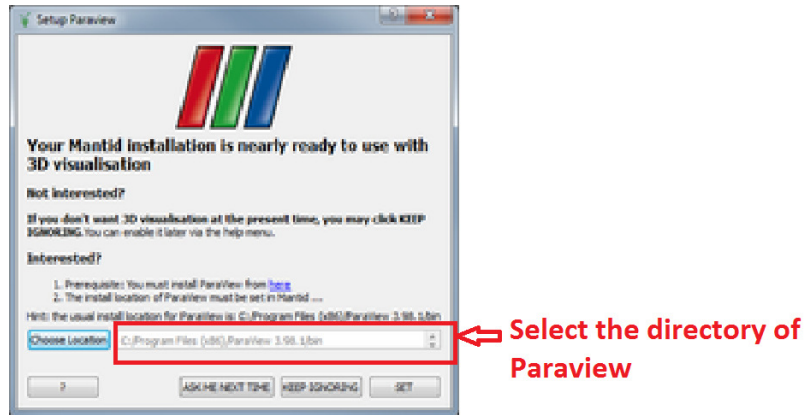 Setup Paraview
Your Mantid installation is nearly ready to use with
3D visualisation
Not interested?
If you don't want 3D visualisation at the present time, you may click KEEP
IGNORING. You can enable it later via the help menu.
Interested?
1. Prerequisite: You must install ParaView from here
2. The install location of ParaView must be set in Mantid ....
Hint: the usual install location for ParaView is: C:/Program Files (x86)/ParaView 3.98.1/bin
Choose Location C:/Program Files (x86)/ParaView 3.98.1/bin
Select the directory of
Paraview
? ASK ME NEXT TIME KEEP IGNORING SET